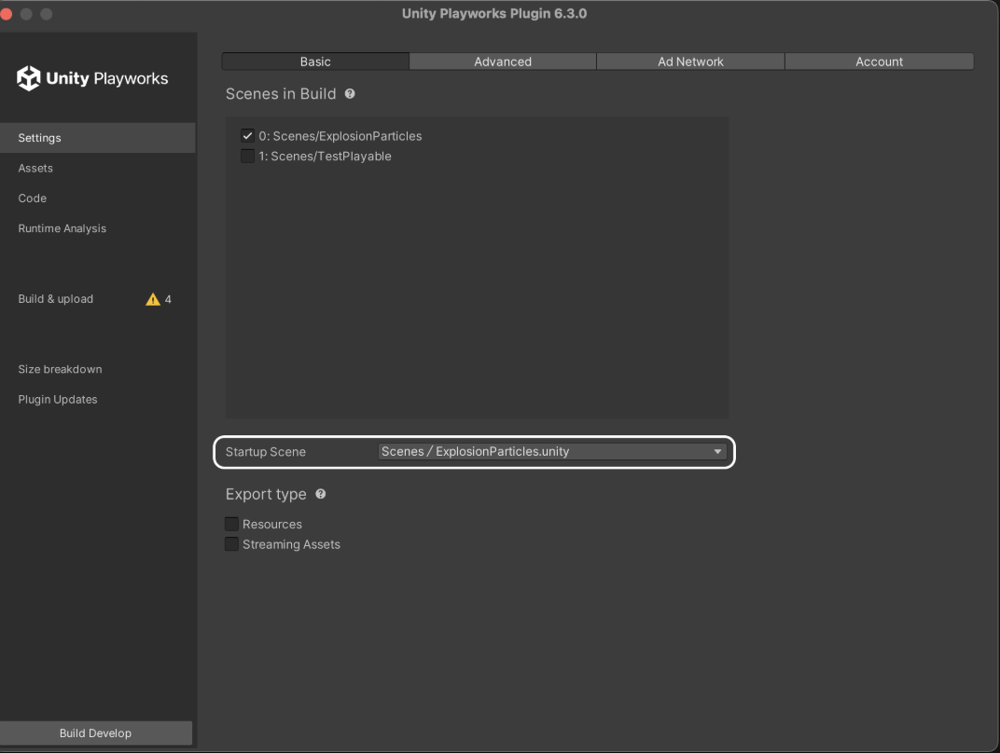 Unity Playworks Plugin 6.3.0
Unity Playworks
Basic
Advanced
Ad Network
Account
Settings
Assets
Code
Runtime Analysis
Build & upload
4
Size breakdown
Plugin Updates
Build Develop
Scenes in Build
0: Scenes/ExplosionParticles
1: Scenes/TestPlayable
Startup Scene
Scenes / ExplosionParticles.unity
Export type
Resources
Streaming Assets